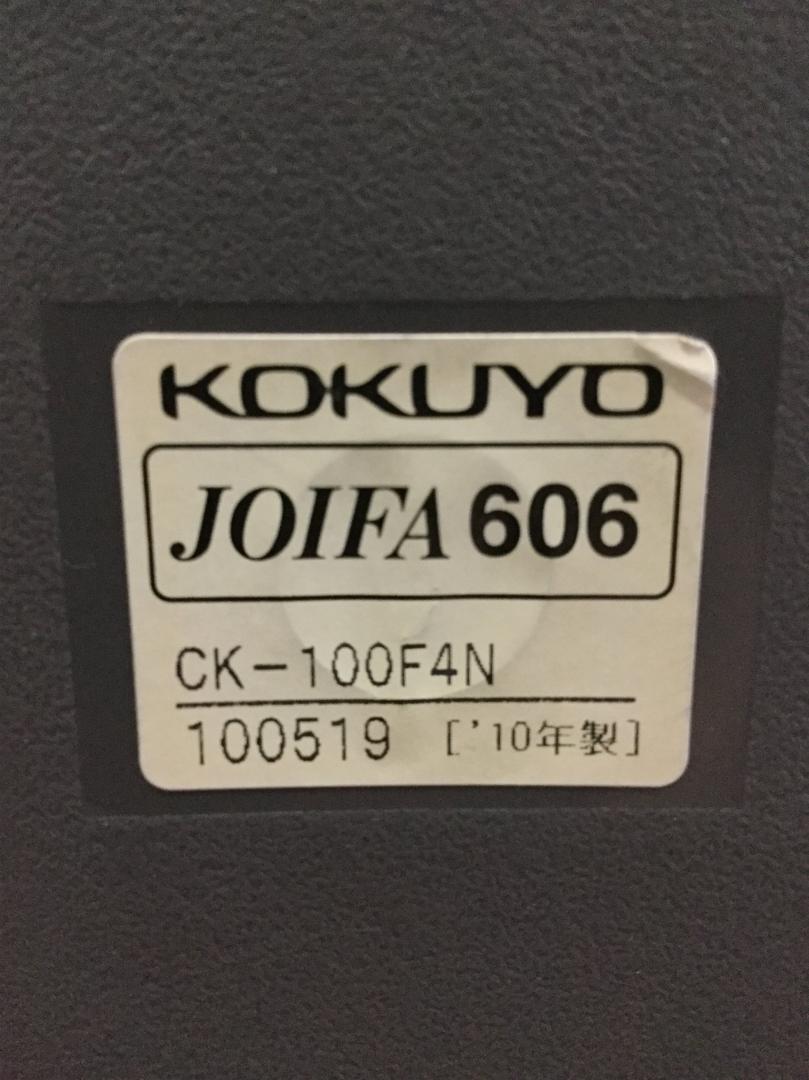 KOKUYO
JOIFA 606
CK-100F4N
100519 ['10年製]